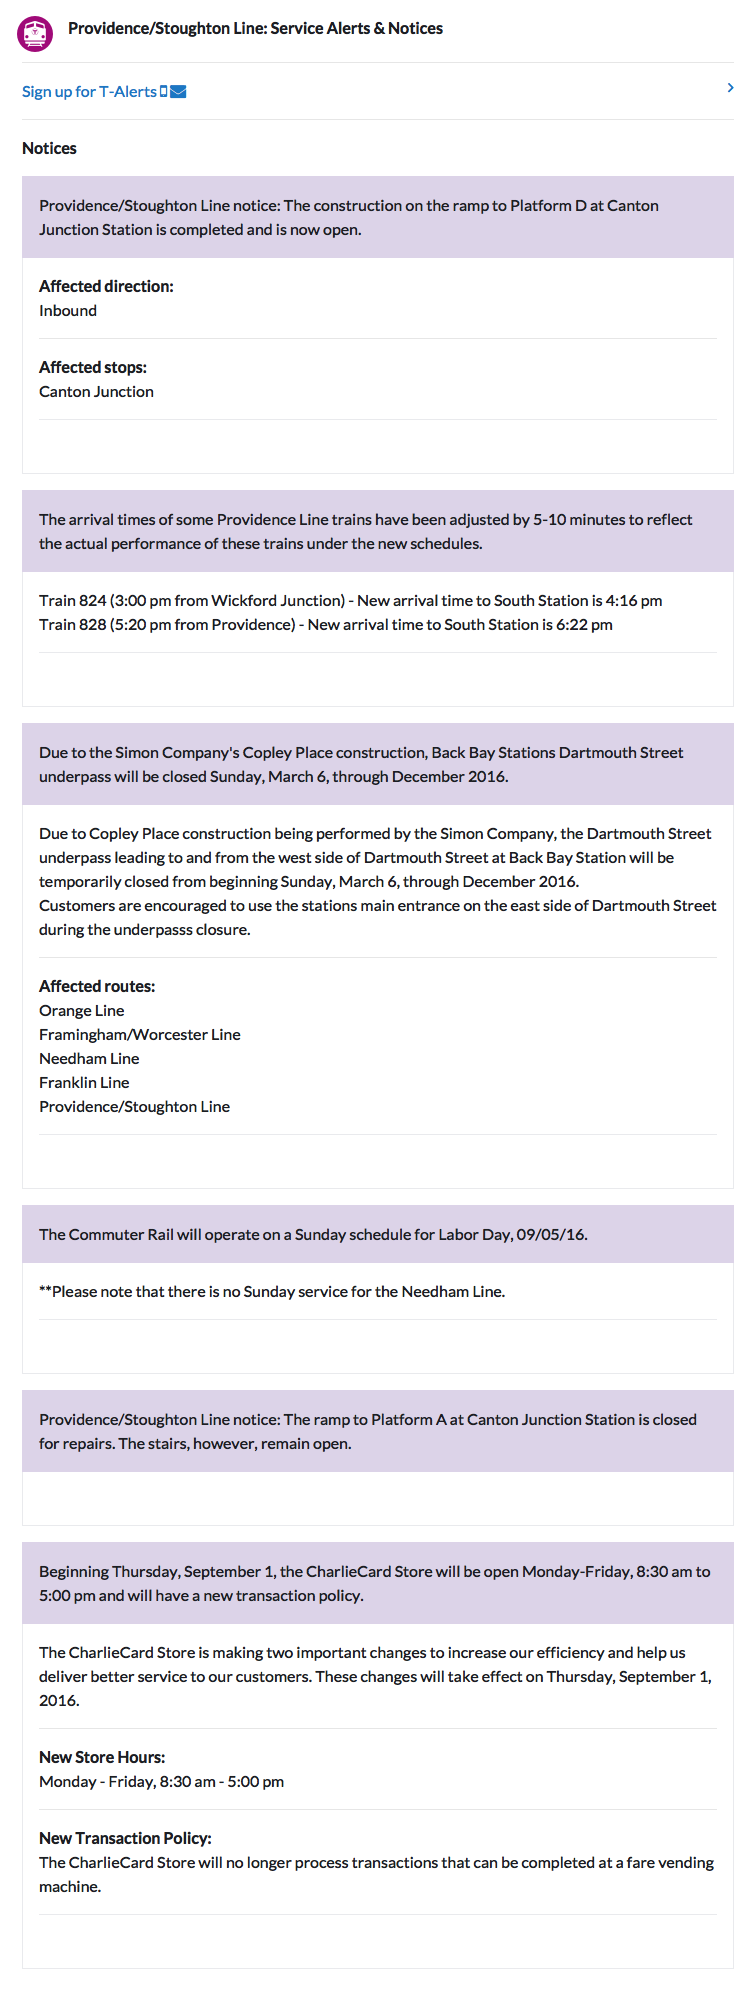 Providence/Stoughton Line: Service Alerts & Notices
Sign up for T-Alerts
Notices
Providence/Stoughton Line notice: The construction on the ramp to Platform D at Canton
Junction Station is completed and is now open.
Affected direction:
Inbound
Affected stops:
Canton Junction
The arrival times of some Providence Line trains have been adjusted by 5-10 minutes to reflect
the actual performance of these trains under the new schedules.
Train 824 (3:00 pm from Wickford Junction) - New arrival time to South Station is 4:16 pm
Train 828 (5:20 pm from Providence) - New arrival time to South Station is 6:22 pm
Due to the Simon Company's Copley Place construction, Back Bay Stations Dartmouth Street
underpass will be closed Sunday, March 6, through December 2016.
Due to Copley Place construction being performed by the Simon Company, the Dartmouth Street
underpass leading to and from the west side of Dartmouth Street at Back Bay Station will be
temporarily closed from beginning Sunday, March 6, through December 2016.
Customers are encouraged to use the stations main entrance on the east side of Dartmouth Street
during the underpasss closure.
Affected routes:
Orange Line
Framingham/Worcester Line
Needham Line
Franklin Line
Providence/Stoughton Line
The Commuter Rail will operate on a Sunday schedule for Labor Day, 09/05/16.
**Please note that there is no Sunday service for the Needham Line.
Providence/Stoughton Line notice: The ramp to Platform A at Canton Junction Station is closed
for repairs. The stairs, however, remain open.
Beginning Thursday, September 1, the CharlieCard Store will be open Monday-Friday, 8:30 am to
5:00 pm and will have a new transaction policy.
The CharlieCard Store is making two important changes to increase our efficiency and help us
deliver better service to our customers. These changes will take effect on Thursday, September 1,
2016.
New Store Hours:
Monday - Friday, 8:30 am - 5:00 pm
New Transaction Policy:
The CharlieCard Store will no longer process transactions that can be completed at a fare vending
machine.